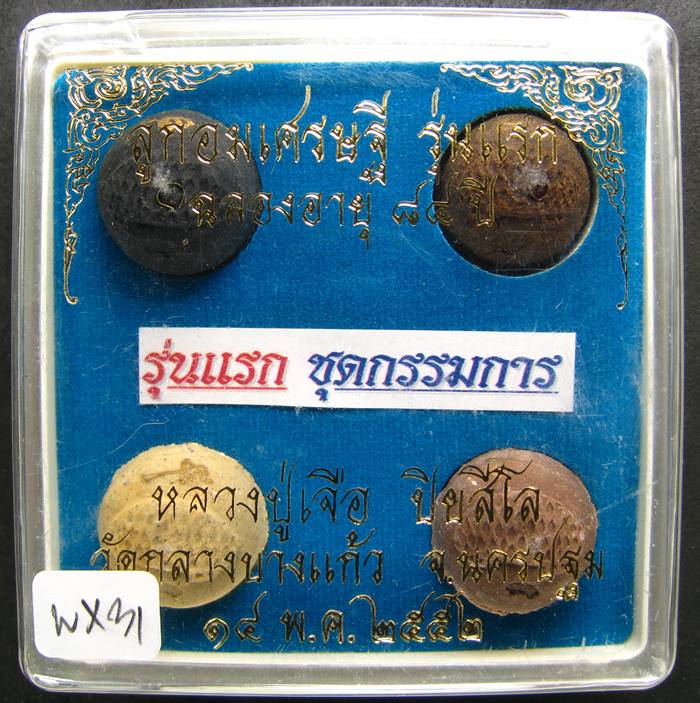 ลูกอมเศรษฐี รุ่นแรก
ฉลองอายุ ๘๔ ปี
รุ่นแรก ชุดกรรมการ
หลวงปู่เจือ ปิยสีโล
วัดกลางบางแก้ว จ.นครปฐม
๑๔ พ.ค. ๒๕๕๒